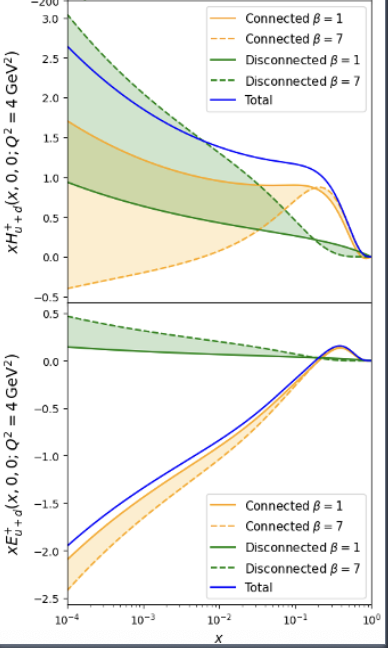 −200
3.0
2.5
2.0
1.5
1.0
0.5
0.0
−0.5
xH⁺ᵤ₊d(x, 0, 0; Q² = 4 GeV²)
Connected β = 1
Connected β = 7
Disconnected β = 1
Disconnected β = 7
Total
0.5
0.0
−0.5
−1.0
−1.5
−2.0
−2.5
xE⁺ᵤ₊d(x, 0, 0; Q² = 4 GeV²)
Connected β = 1
Connected β = 7
Disconnected β = 1
Disconnected β = 7
Total
10⁻⁴ 10⁻³ 10⁻² 10⁻¹ 10⁰
x